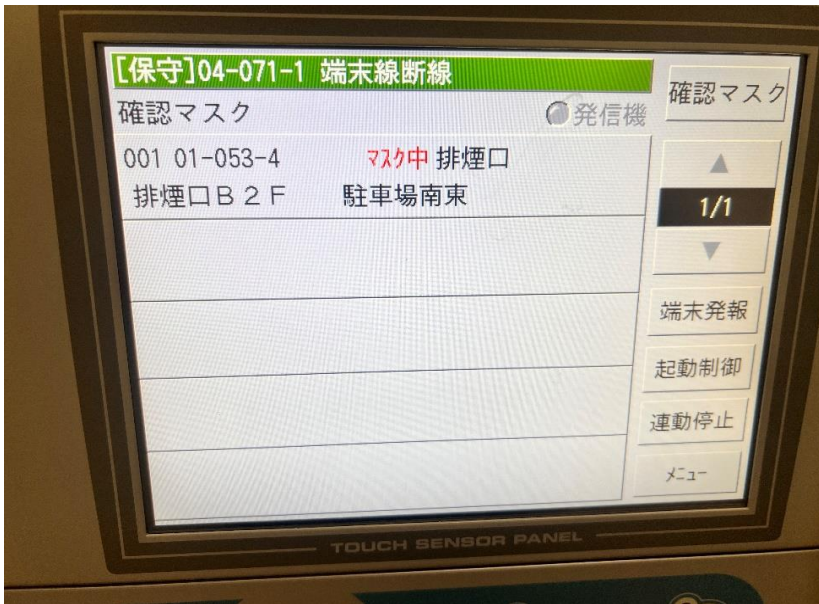 [保守]04-071-1 端末線断線
確認マスク
確認マスク
発信機
001 01-053-4 ﾏｽｸ中 排煙口
排煙口Ｂ２Ｆ 駐車場南東
▲
1/1
▼
端末発報
起動制御
連動停止
ﾒﾆｭｰ
TOUCH SENSOR PANEL